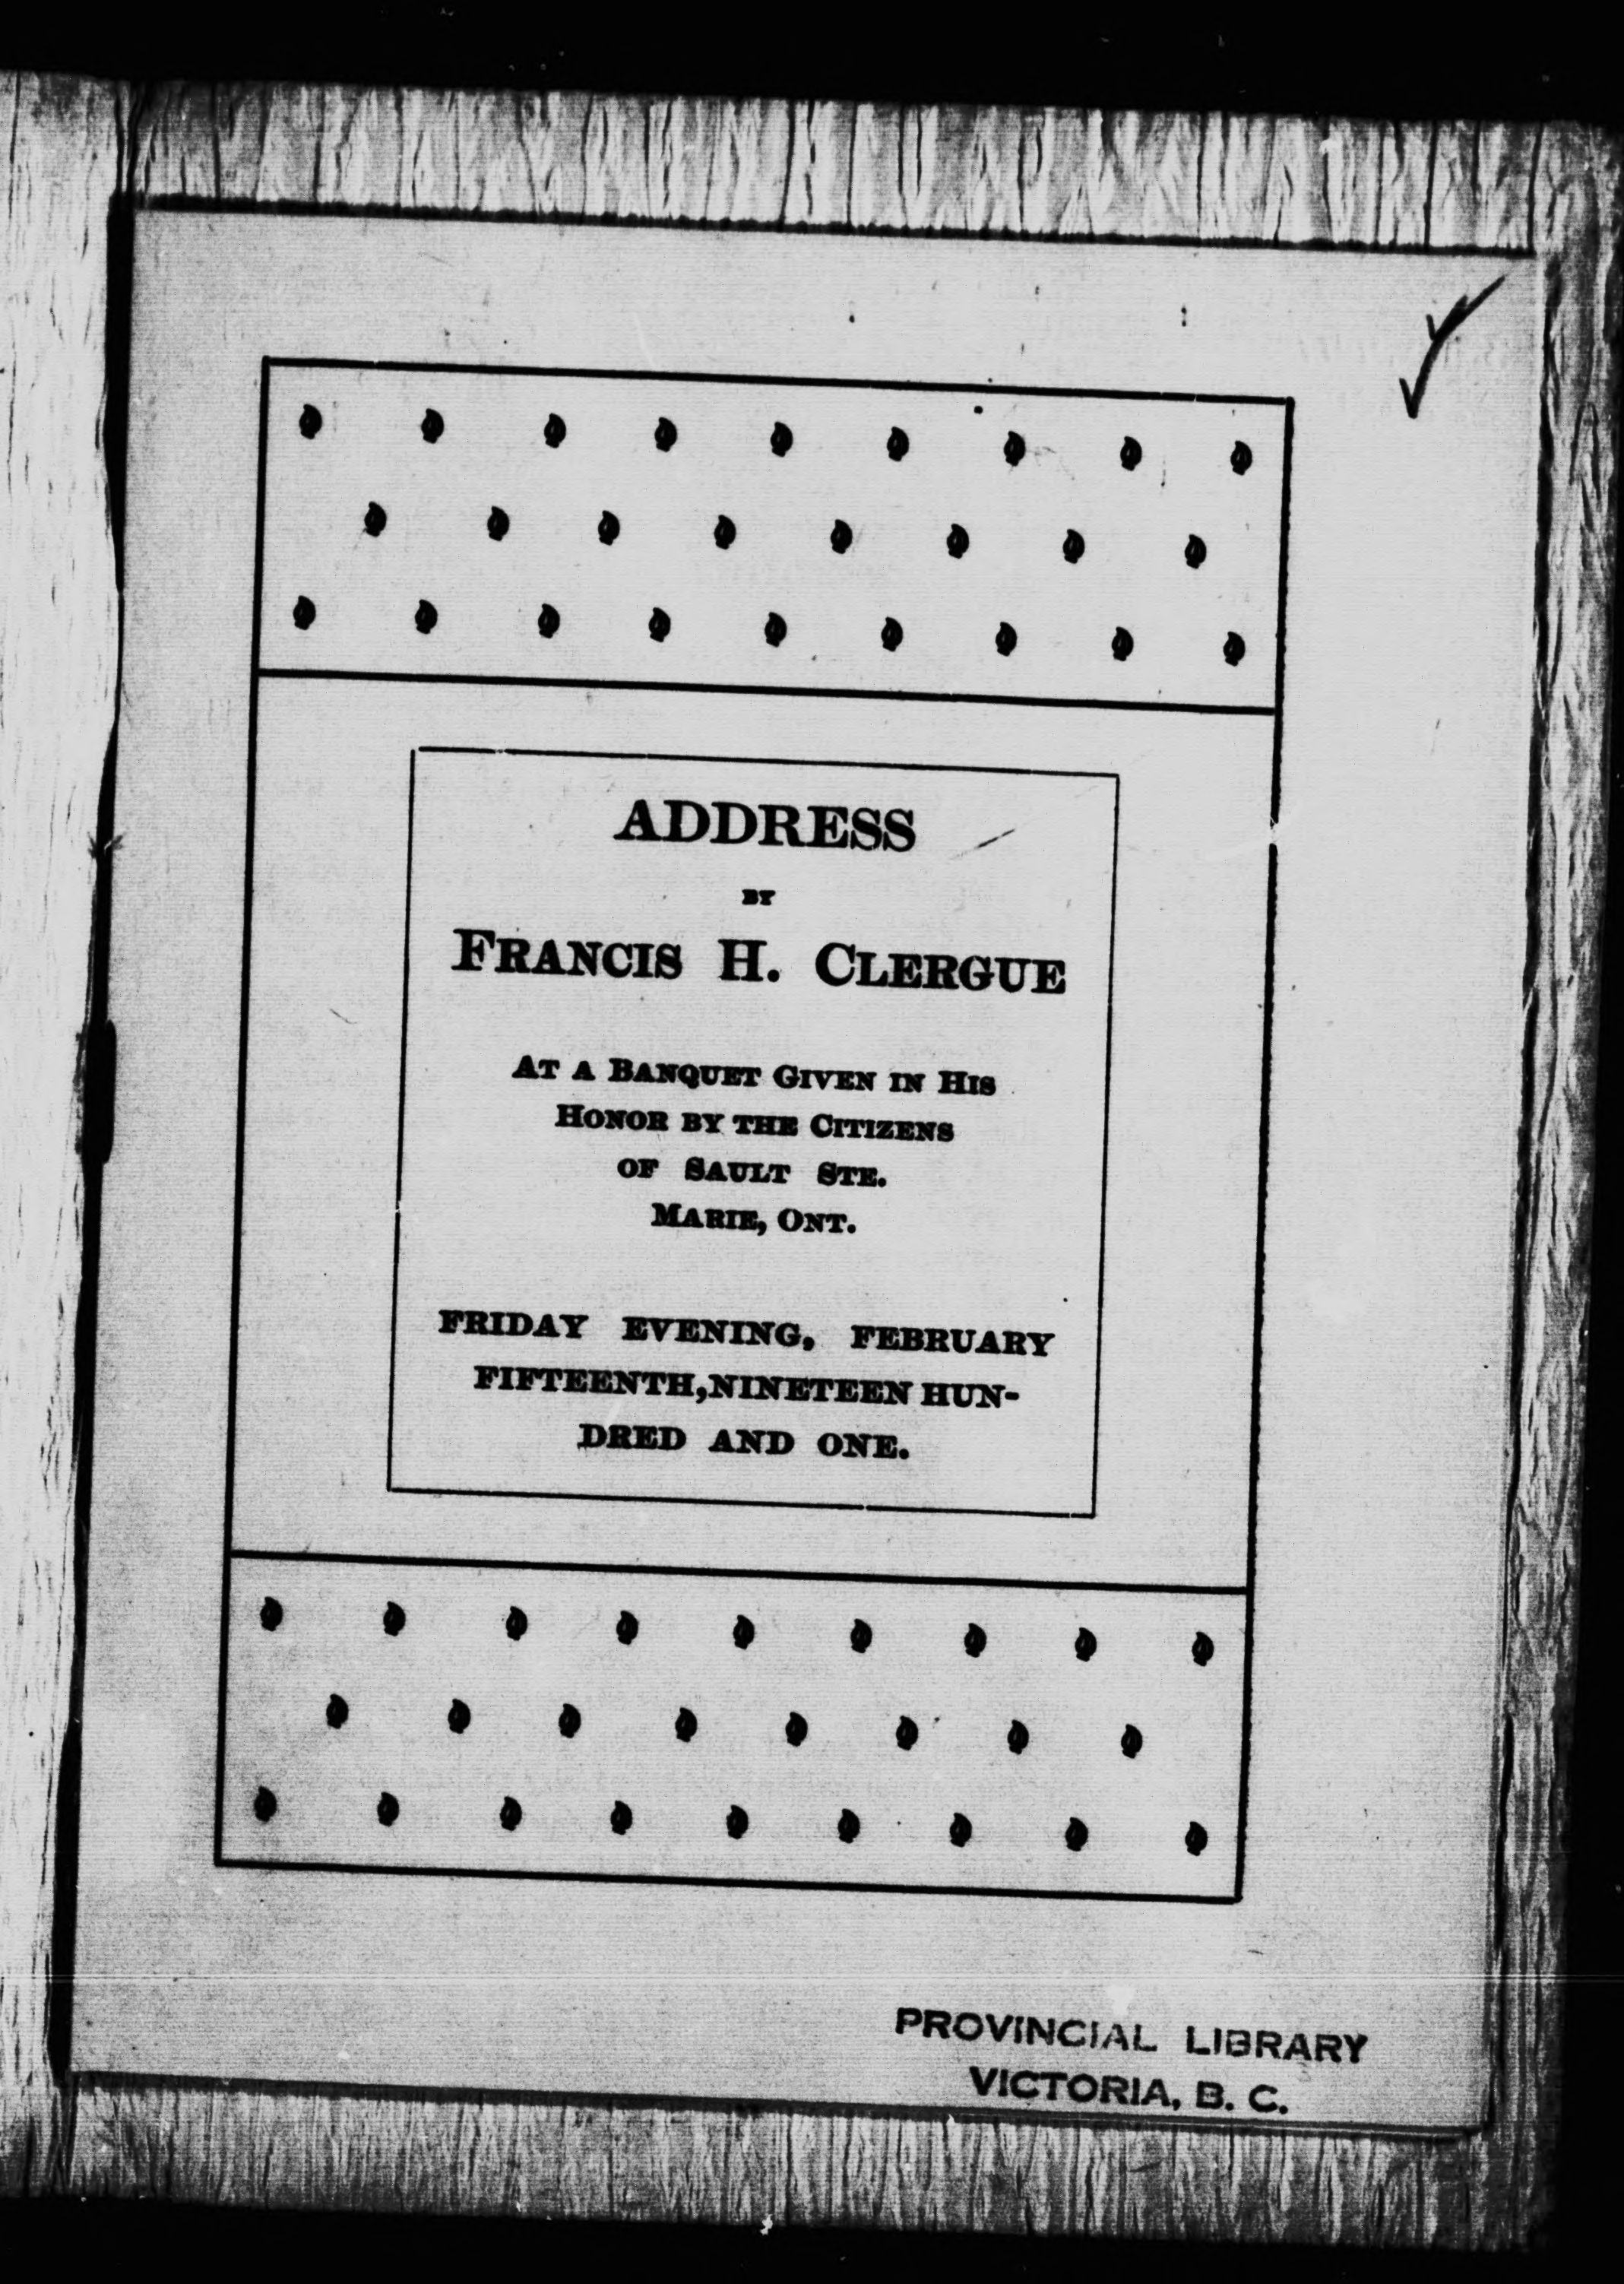 ADDRESS
BY
FRANCIS H. CLERGUE
AT A BANQUET GIVEN IN HIS
HONOR BY THE CITIZENS
OF SAULT STE.
MARIE, ONT.
FRIDAY EVENING, FEBRUARY
FIFTEENTH, NINETEEN HUN-
DRED AND ONE.
PROVINCIAL LIBRARY
VICTORIA, B. C.